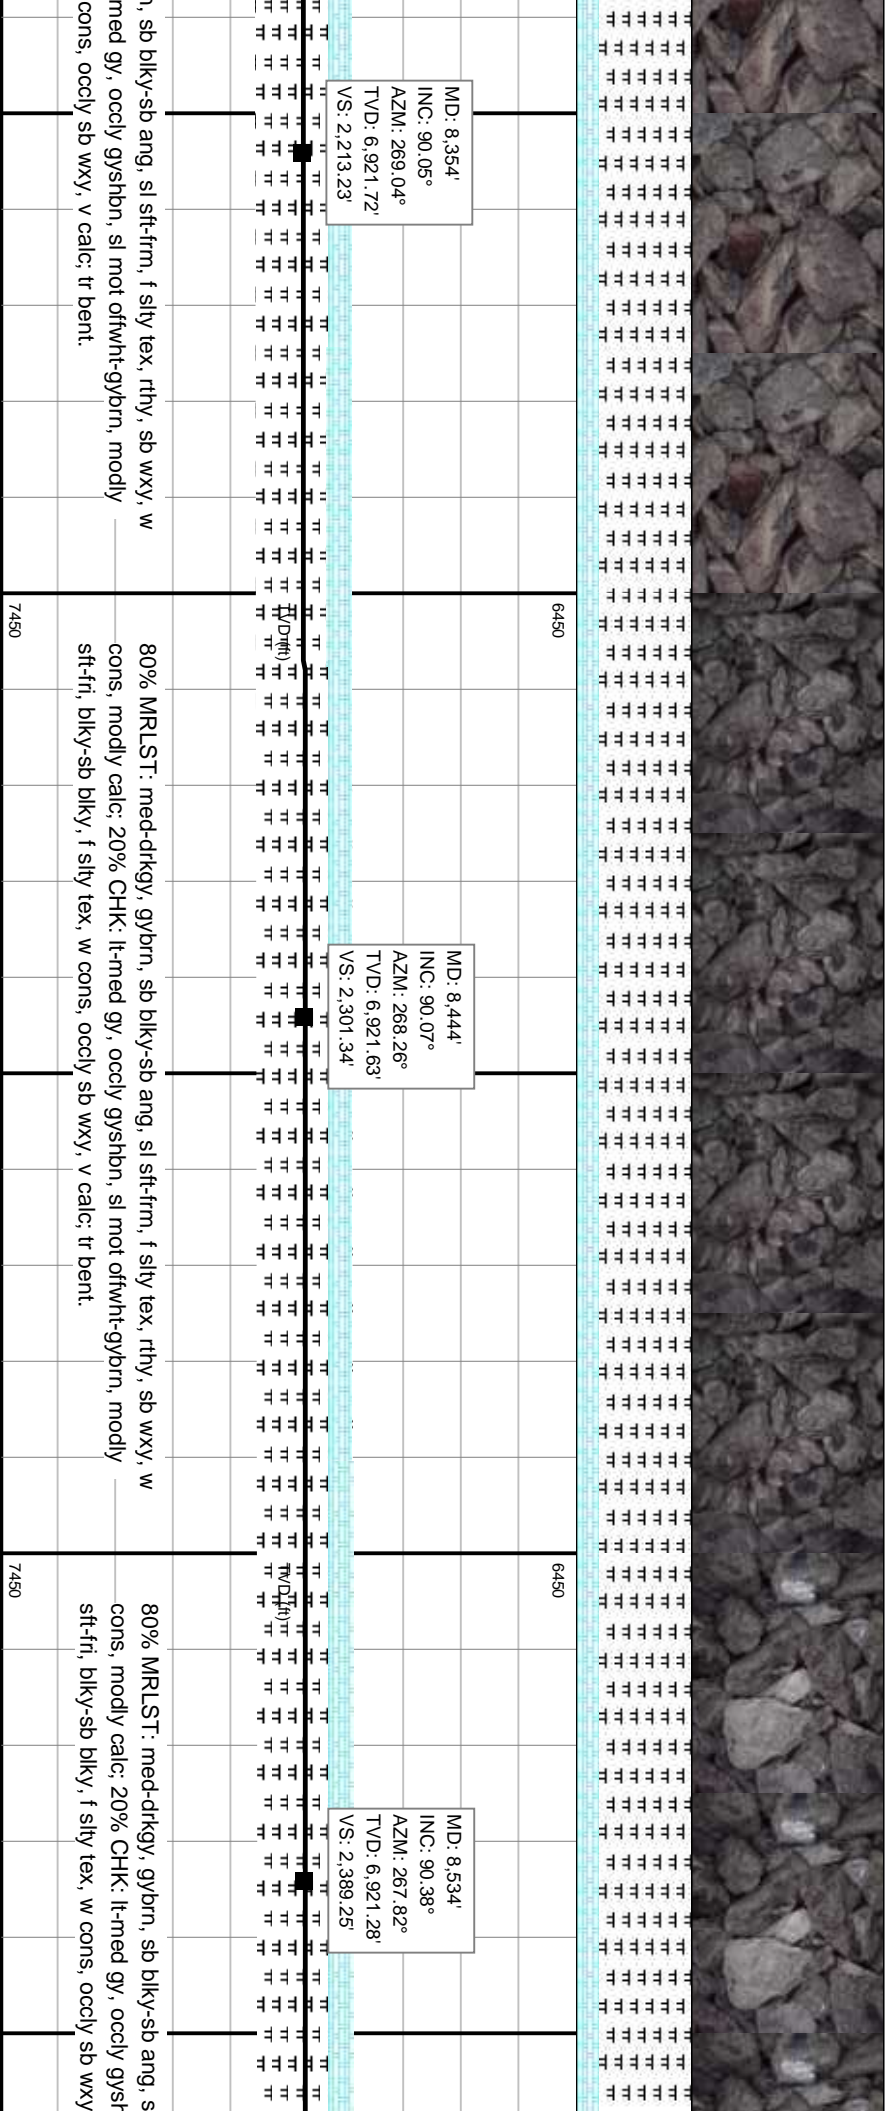 MD: 8,354'
INC: 90.05°
AZM: 269.04°
TVD: 6,921.72'
VS: 2,213.23'
sb blky-sb ang, sl sft-frm, f slty tex, rthy, sb wxy, w
med gy, occly gyshbn, sl mot offwht-gybrn, modly
cons, occly sb wxy, v calc; tr bent.
6450
TVD (ft)
7450
80% MRLST: med-drkgy, gybrn, sb blky-sb ang, sl sft-frm, f slty tex, rthy, sb wxy, w
cons, modly calc; 20% CHK: lt-med gy, occly gyshbn, sl mot offwht-gybrn, modly
sft-fri, blky-sb blky, f slty tex, w cons, occly sb wxy, v calc; tr bent.
MD: 8,444'
INC: 90.07°
AZM: 268.26°
TVD: 6,921.63'
VS: 2,301.34'
6450
TVD (ft)
7450
80% MRLST: med-drkgy, gybrn, sb blky-sb ang, s
cons, modly calc; 20% CHK: lt-med gy, occly gysh
sft-fri, blky-sb blky, f slty tex, w cons, occly sb wxy
MD: 8,534'
INC: 90.38°
AZM: 267.82°
TVD: 6,921.28'
VS: 2,389.25'